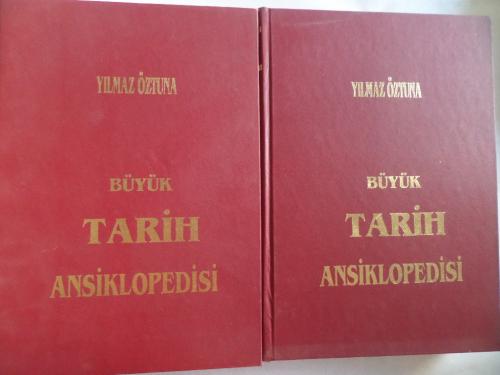 YILMAZ ÖZTUNA
BÜYÜK
TARİH
ANSİKLOPEDİSİ
YILMAZ ÖZTUNA
BÜYÜK
TARİH
ANSİKLOPEDİSİ